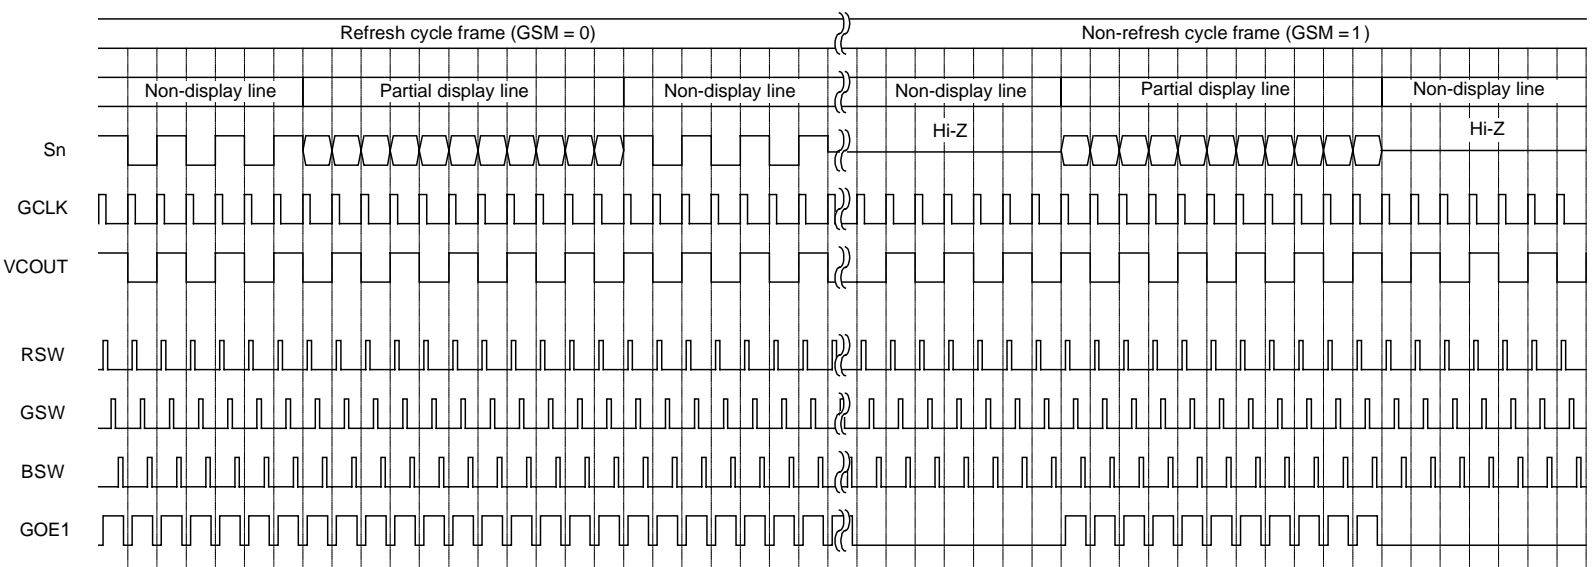 Refresh cycle frame (GSM = 0)
Non-refresh cycle frame (GSM =1)
Non-display line
Partial display line
Non-display line
Non-display line
Partial display line
Non-display line
Sn
Hi-Z
Hi-Z
GCLK
VCOUT
RSW
GSW
BSW
GOE1